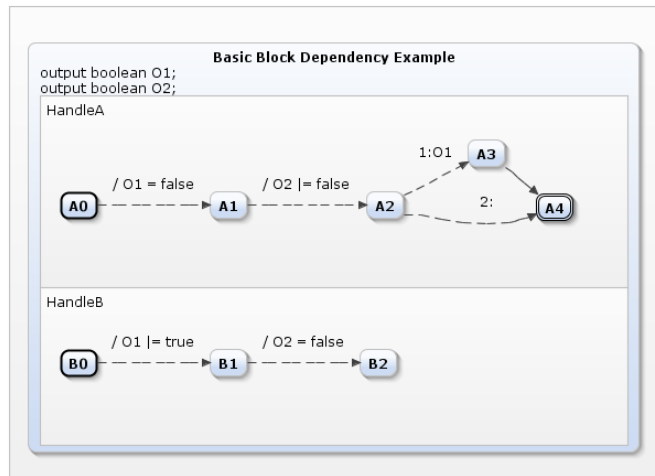 Basic Block Dependency Example
output boolean O1;
output boolean O2;
HandleA
1:O1
A3
/ O1 = false
/ O2 |= false
A0
A1
A2
2:
A4
HandleB
/ O1 |= true
/ O2 = false
B0
B1
B2